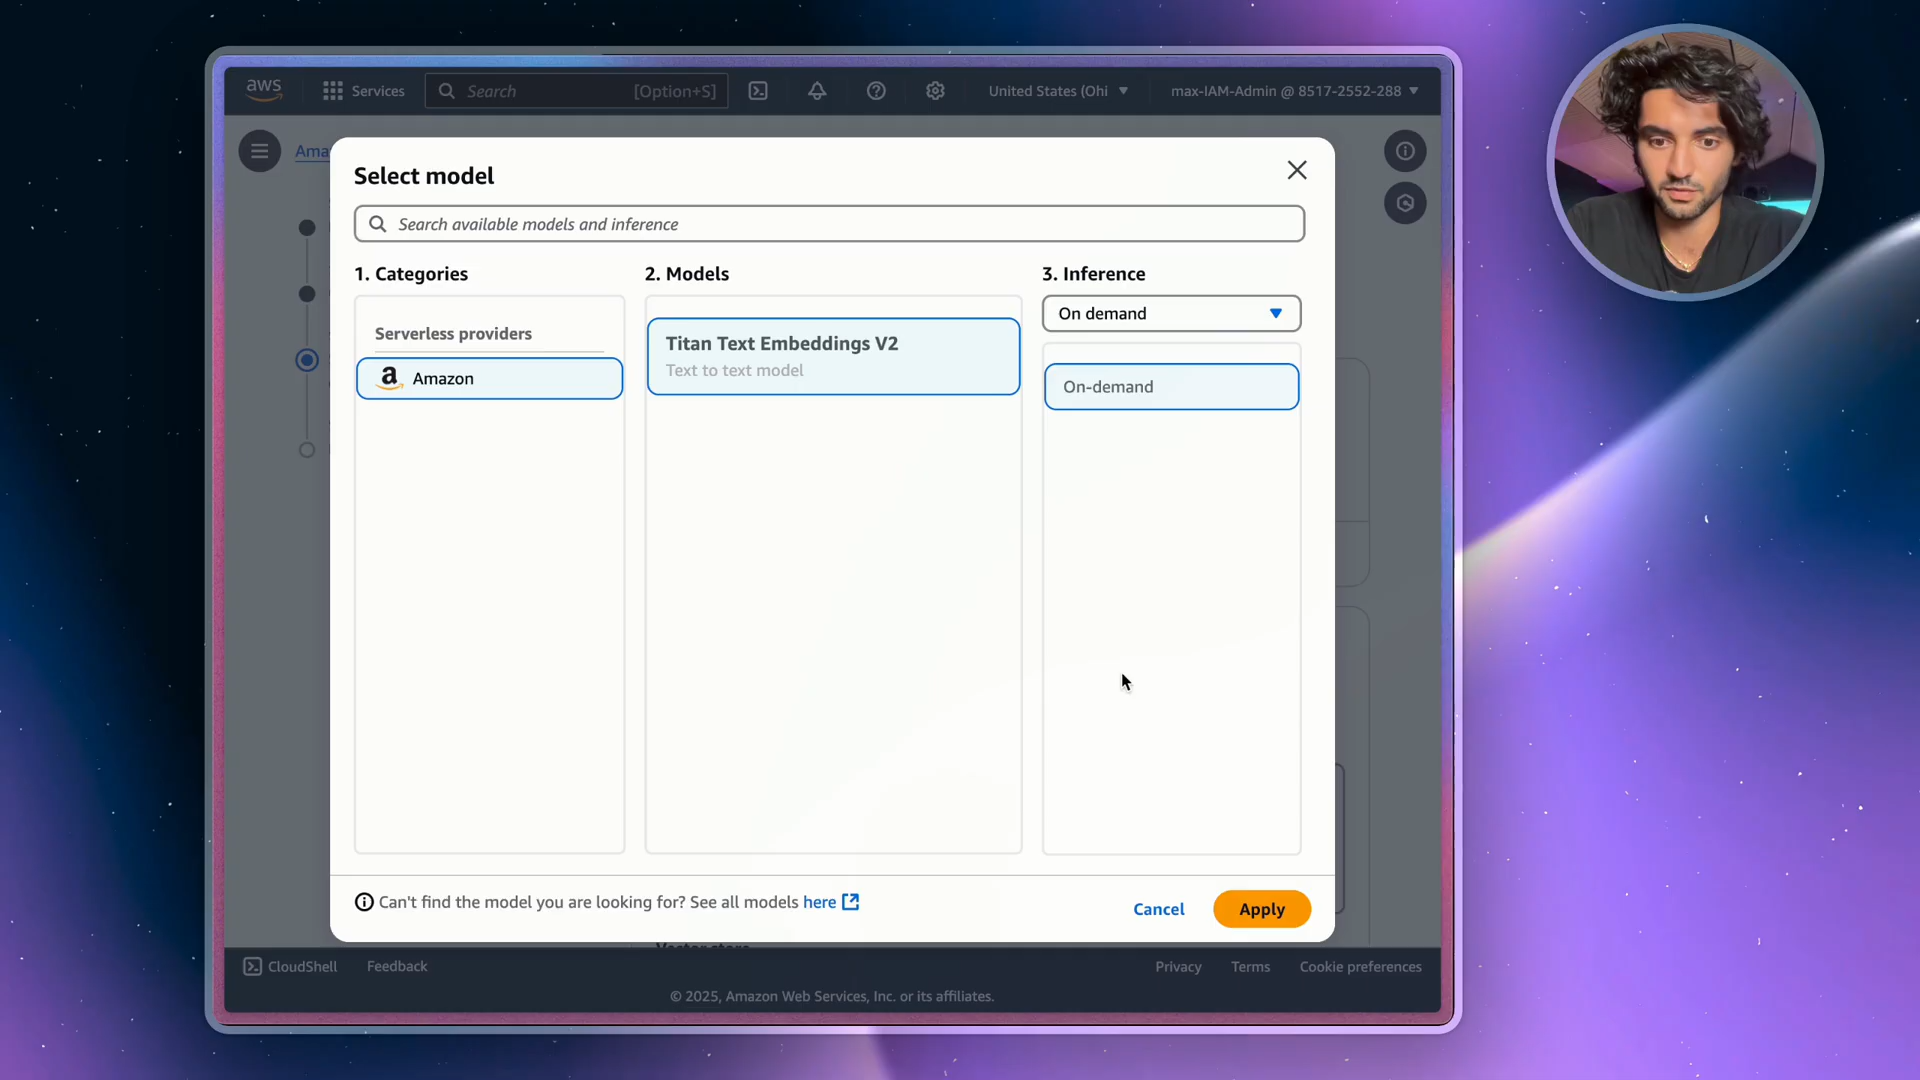 aws
Services
Search
[Option+S]
United States (Ohi
max-IAM-Admin @ 8517-2552-288
Ama
Select model
Search available models and inference
1. Categories
2. Models
3. Inference
On demand
Serverless providers
a Amazon
Titan Text Embeddings V2
Text to text model
On-demand
Can't find the model you are looking for? See all models here
Cancel
Apply
Vector store
CloudShell
Feedback
Privacy
Terms
Cookie preferences
© 2025, Amazon Web Services, Inc. or its affiliates.